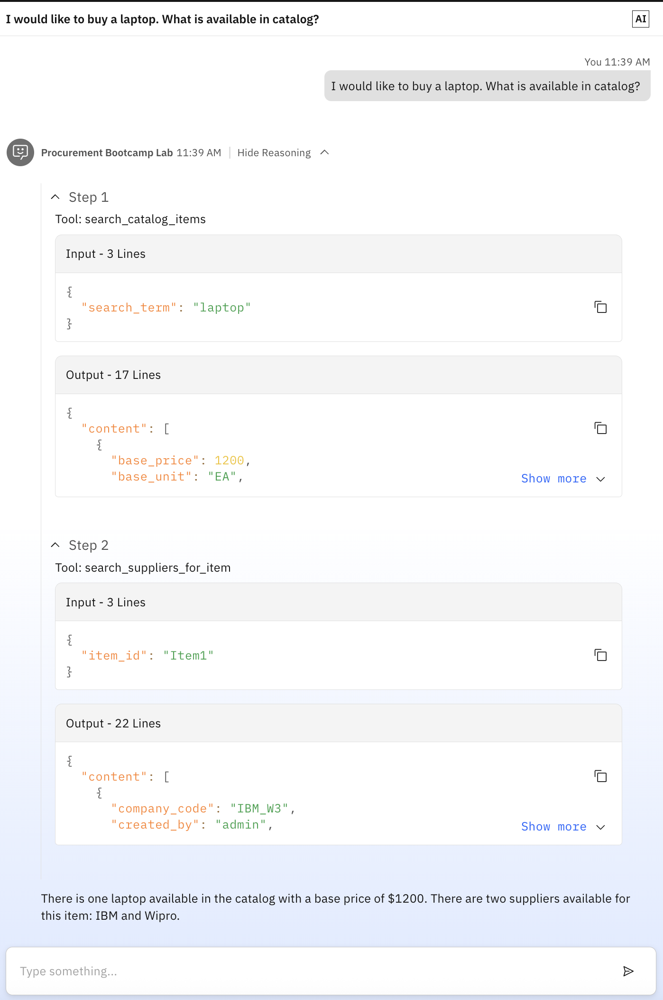 I would like to buy a laptop. What is available in catalog?
AI
You 11:39 AM
I would like to buy a laptop. What is available in catalog?
Procurement Bootcamp Lab 11:39 AM | Hide Reasoning
Step 1
Tool: search_catalog_items
Input - 3 Lines
{
  "search_term": "laptop"
}
Output - 17 Lines
{
  "content": [
    {
      "base_price": 1200,
      "base_unit": "EA",
Show more
Step 2
Tool: search_suppliers_for_item
Input - 3 Lines
{
  "item_id": "Item1"
}
Output - 22 Lines
{
  "content": [
    {
      "company_code": "IBM_W3",
      "created_by": "admin",
Show more
There is one laptop available in the catalog with a base price of $1200. There are two suppliers available for
this item: IBM and Wipro.
Type something...